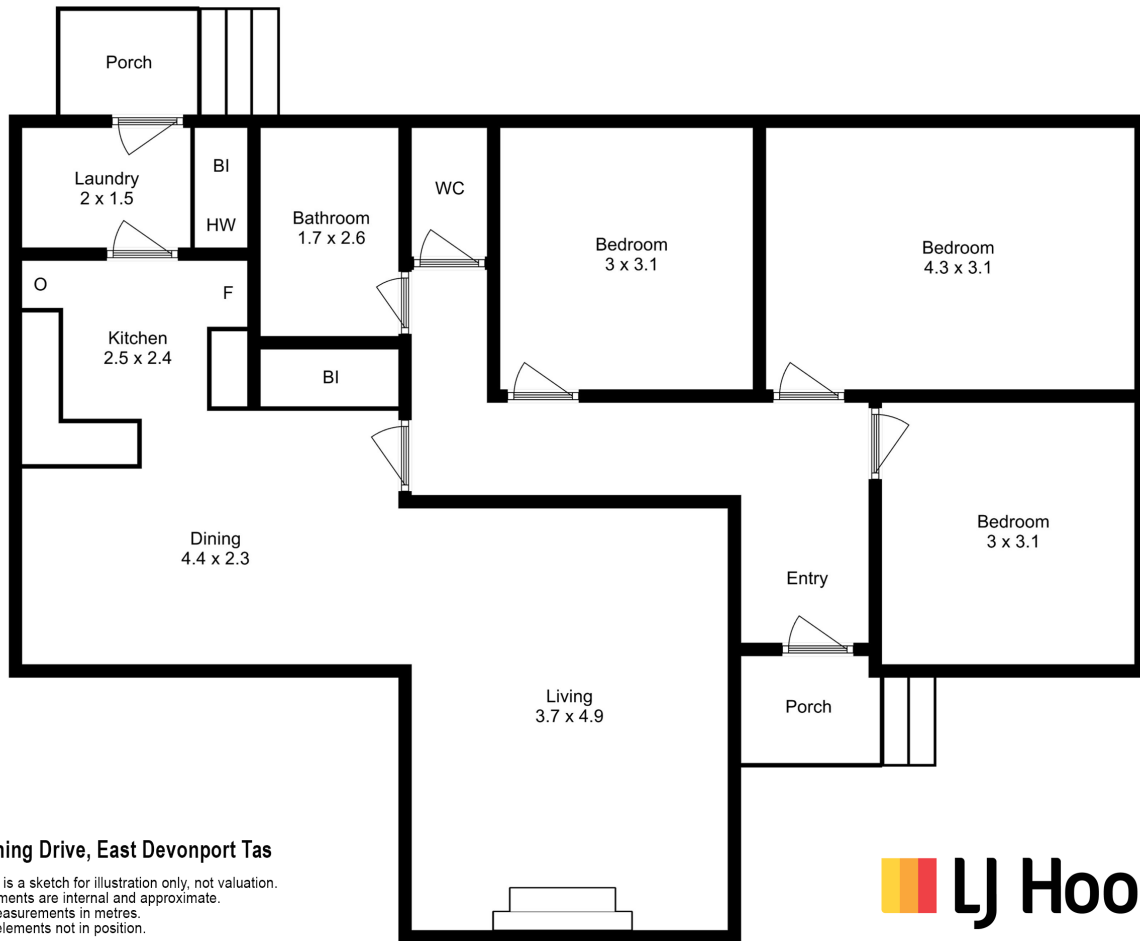 Porch
Laundry
2 x 1.5
BI
HW
Bathroom
1.7 x 2.6
WC
Bedroom
3 x 3.1
Bedroom
4.3 x 3.1
O
F
Kitchen
2.5 x 2.4
BI
Dining
4.4 x 2.3
Bedroom
3 x 3.1
Entry
Living
3.7 x 4.9
Porch
ning Drive, East Devonport Tas
is a sketch for illustration only, not valuation.
ments are internal and approximate.
easurements in metres.
elements not in position.
LJ Hoo